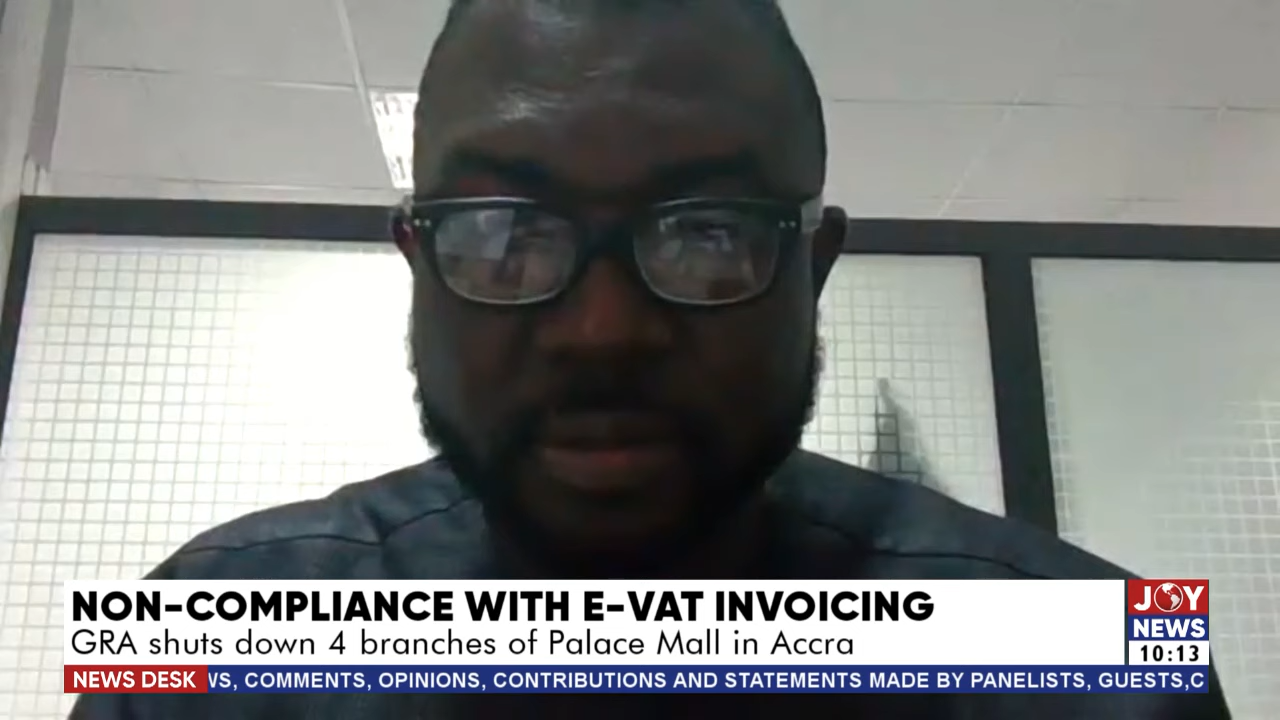 NON-COMPLIANCE WITH E-VAT INVOICING
GRA shuts down 4 branches of Palace Mall in Accra
JOY
NEWS
10:13
NEWS DESK
WS, COMMENTS, OPINIONS, CONTRIBUTIONS AND STATEMENTS MADE BY PANELISTS, GUESTS,C